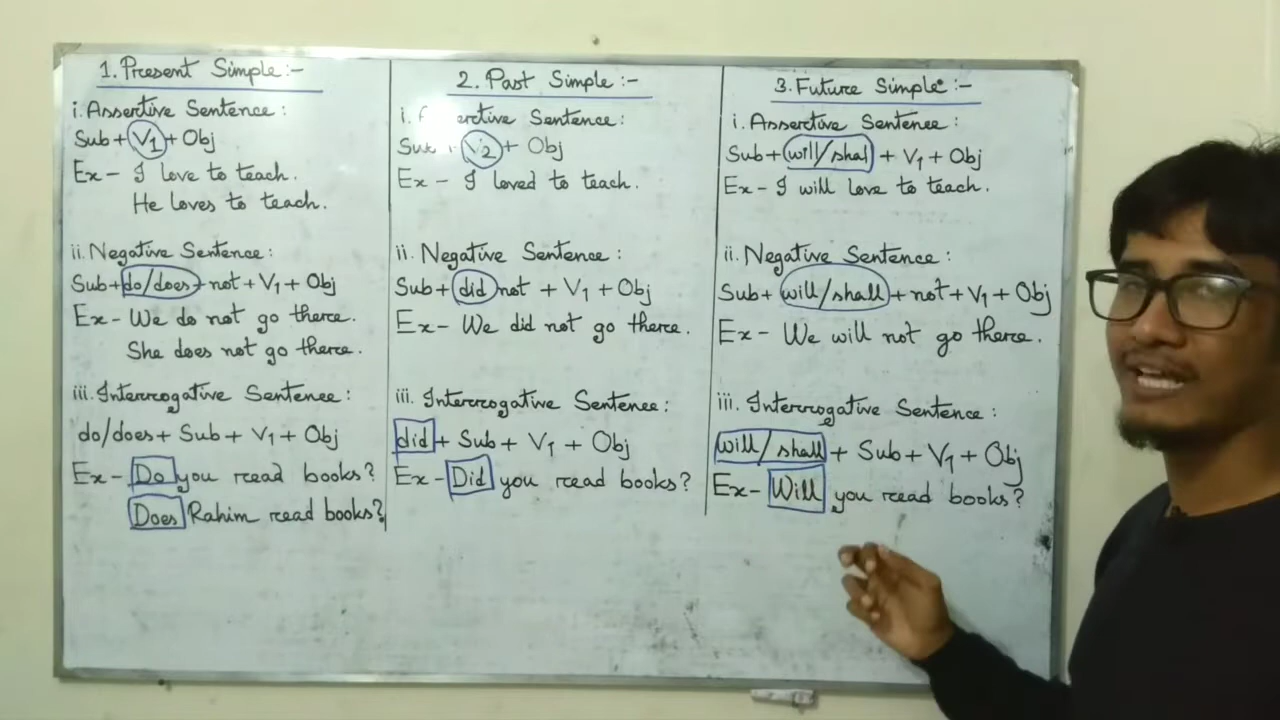 1. Present Simple :-
i. Assertive Sentence :
Sub + V1 + Obj
Ex - I love to teach.
He loves to teach.
ii. Negative Sentence :
Sub + do/does + not + V1 + Obj
Ex - We do not go there.
She does not go there.
iii. Interrogative Sentence :
do/does + Sub + V1 + Obj
Ex - Do you read books?
Does Rahim read books?
2. Past Simple :-
i. Sentence :
V2 + Obj
Ex - I loved to teach.
ii. Negative Sentence :
Sub + did not + V1 + Obj
Ex - We did not go there.
iii. Interrogative Sentence :
did + Sub + V1 + Obj
Ex - Did you read books?
3. Future Simple :-
i. Assertive Sentence :
Sub + will/shal + V1 + Obj
Ex - I will love to teach.
ii. Negative Sentence :
Sub + will/shall + not + V1 + Obj
Ex - We will not go there.
iii. Interrogative Sentence :
will/shall + Sub + V1 + Obj
Ex - Will you read books?